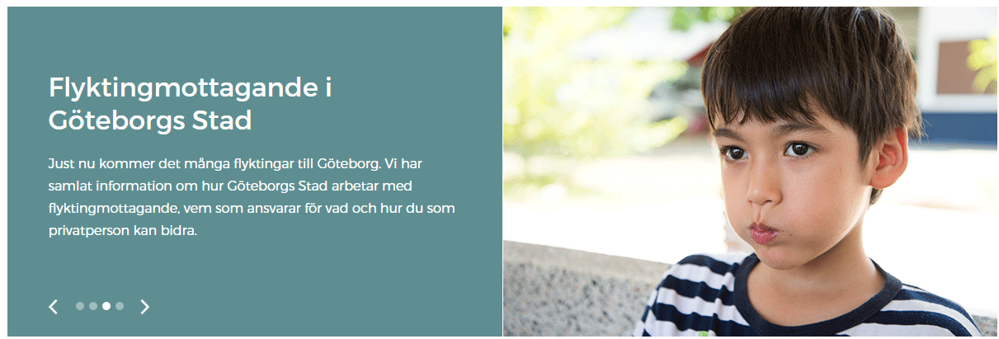 Flyktingmottagande i
Göteborgs Stad
Just nu kommer det många flyktingar till Göteborg. Vi har
samlat information om hur Göteborgs Stad arbetar med
flyktingmottagande, vem som ansvarar för vad och hur du som
privatperson kan bidra.